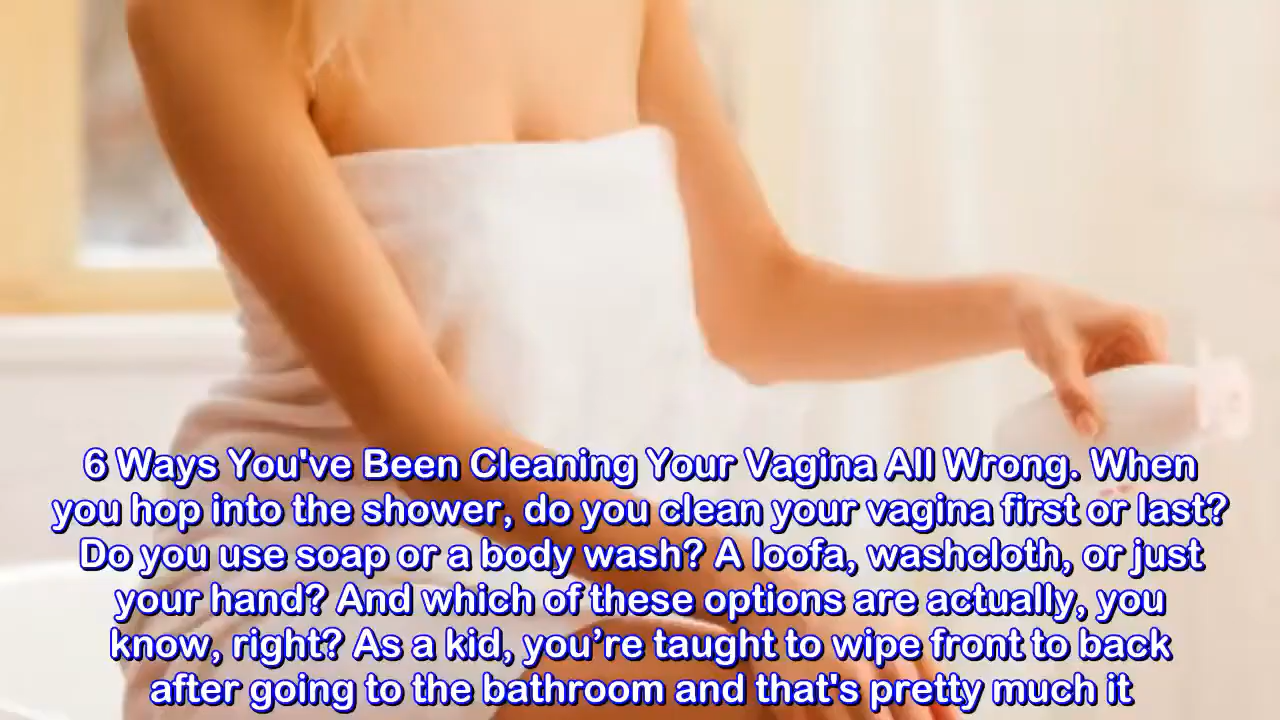 6 Ways You've Been Cleaning Your Vagina All Wrong. When
you hop into the shower, do you clean your vagina first or last?
Do you use soap or a body wash? A loofa, washcloth, or just
your hand? And which of these options are actually, you
know, right? As a kid, you’re taught to wipe front to back
after going to the bathroom and that's pretty much it